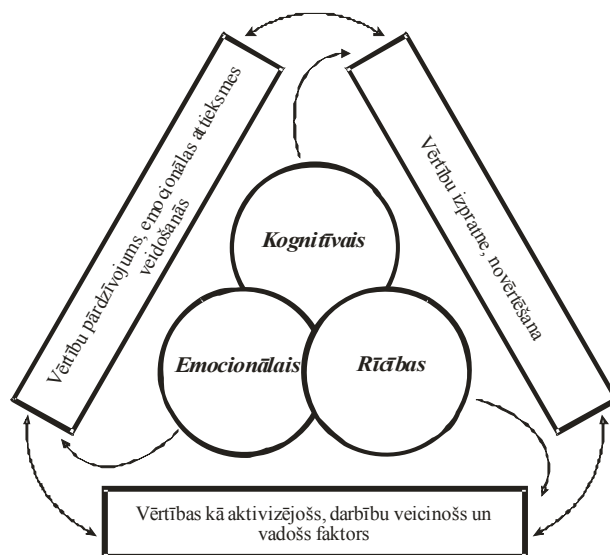 Vērtību pārdzīvojums, emocionālas attieksmes
veidošanās
Vērtību izpratne, novērtēšana
Kognitīvais
Emocionālais
Rīcības
Vērtības kā aktivizējošs, darbību veicinošs un
vadošs faktors